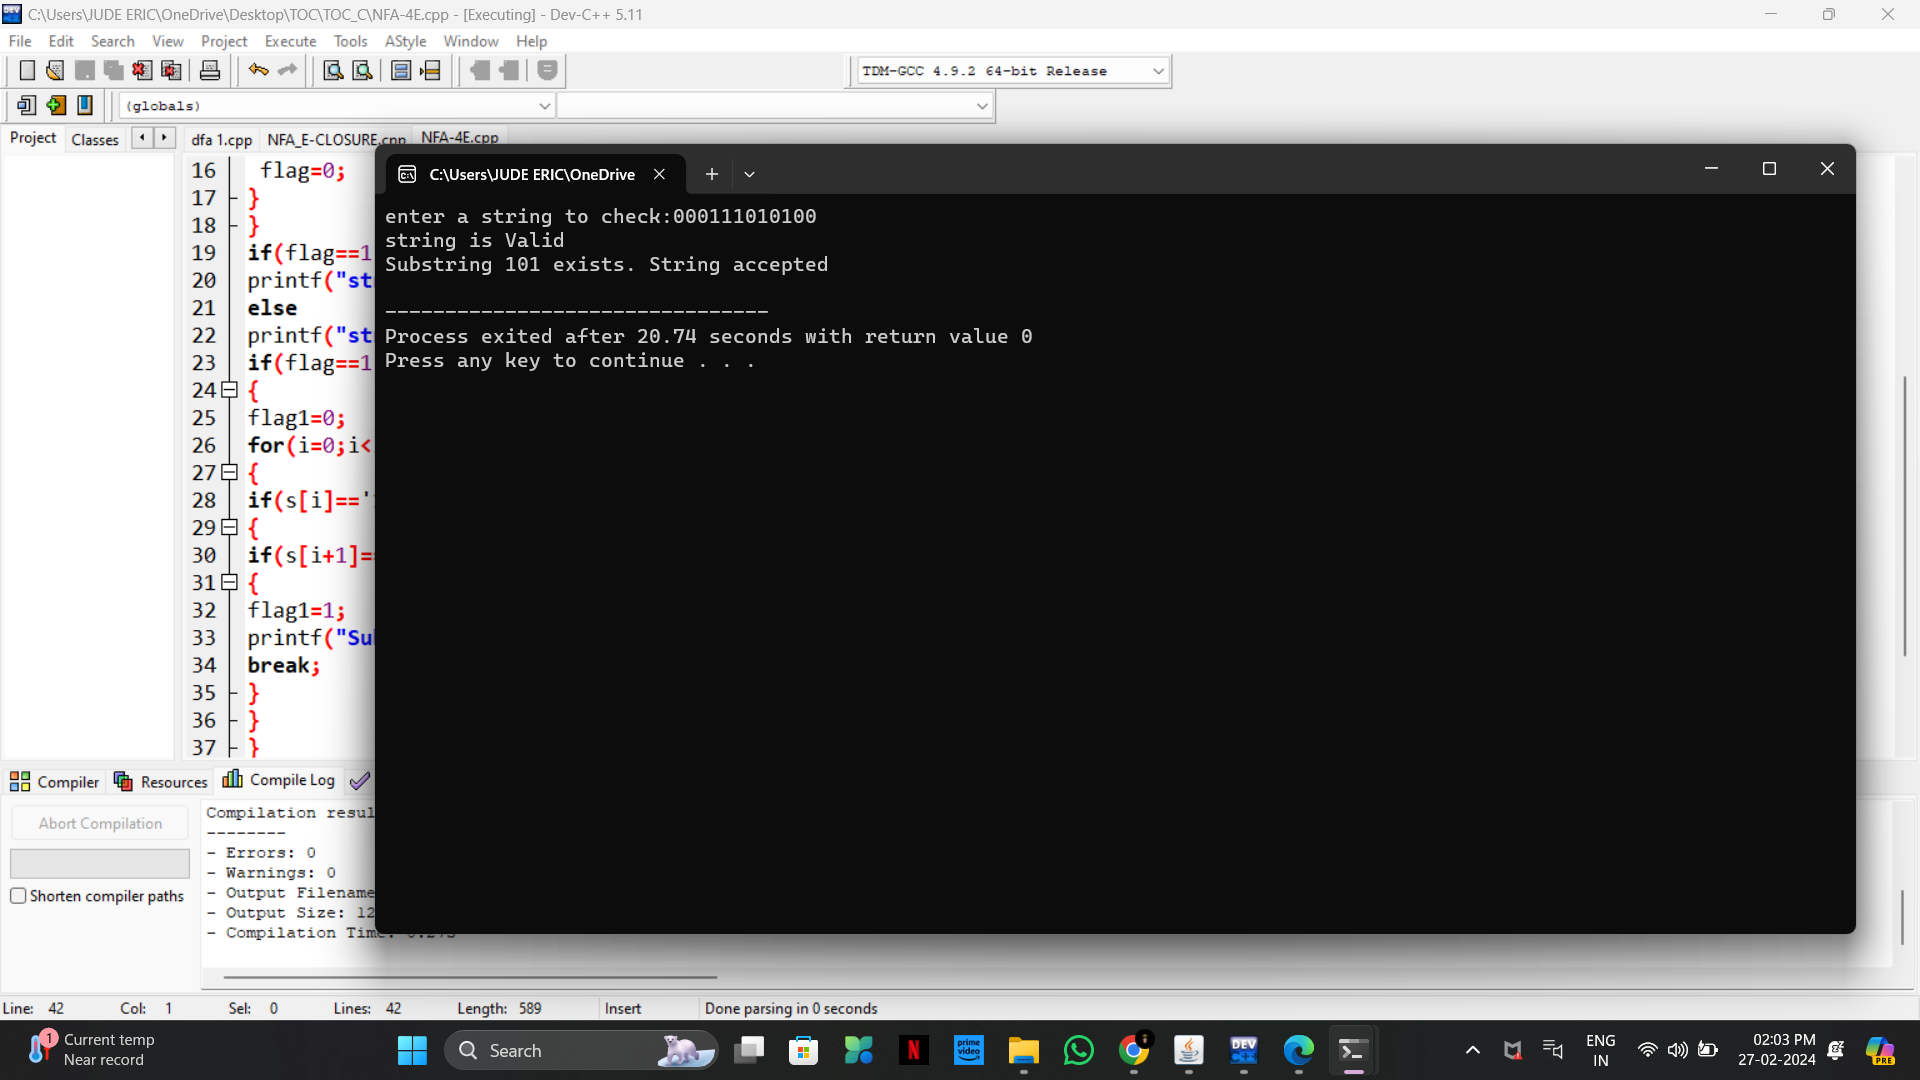 C:\Users\JUDE ERIC\OneDrive\Desktop\TOC\TOC_C\NFA-4E.cpp - [Executing] - Dev-C++ 5.11
File Edit Search View Project Execute Tools AStyle Window Help
TDM-GCC 4.9.2 64-bit Release
(globals)
Project Classes dfa 1.cpp NFA_E-CLOSURE.cpp NFA-4E.cpp
C:\Users\JUDE ERIC\OneDrive
enter a string to check:000111010100
string is Valid
Substring 101 exists. String accepted
--------------------------------
Process exited after 20.74 seconds with return value 0
Press any key to continue . . .
16 flag=0;
17 }
18 }
19 if(flag==1
20 printf("st
21 else
22 printf("st
23 if(flag==1
24 {
25 flag1=0;
26 for(i=0;i<
27 {
28 if(s[i]=='
29 {
30 if(s[i+1]=
31 {
32 flag1=1;
33 printf("Su
34 break;
35 }
36 }
37 }
Compiler Resources Compile Log
Abort Compilation
Shorten compiler paths
Compilation resul
--------
- Errors: 0
- Warnings: 0
- Output Filename
- Output Size: 12
- Compilation Time:
Line: 42 Col: 1 Sel: 0 Lines: 42 Length: 589 Insert Done parsing in 0 seconds
1
Current temp
Near record
Search
prime video
DEV
ENG
IN
02:03 PM
27-02-2024
PRE